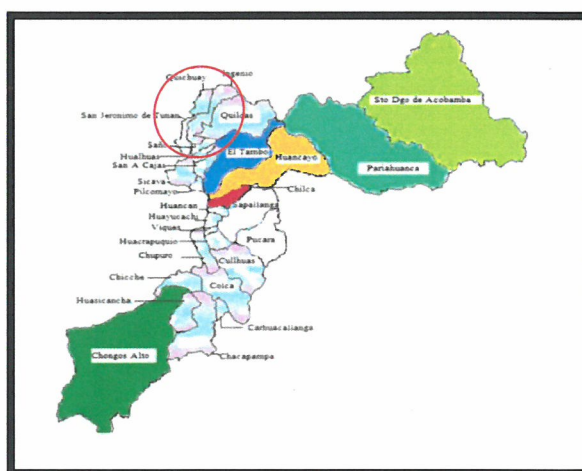 Quichuay
Ingenio
San Jeronimo de Tunan
Quilcas
Sto Dgo de Acobamba
Saño
Hualhuas
El Tambo
Huancayo
San A Cajas
Pariahuanca
Sicaya
Pilcomayo
Chilca
Huancan
Sapallanga
Huayucachi
Viques
Huacrapuquio
Pucara
Chupuro
Cullhuas
Chicche
Colca
Huasicancha
Carhuacallanga
Chongos Alto
Chacapampa